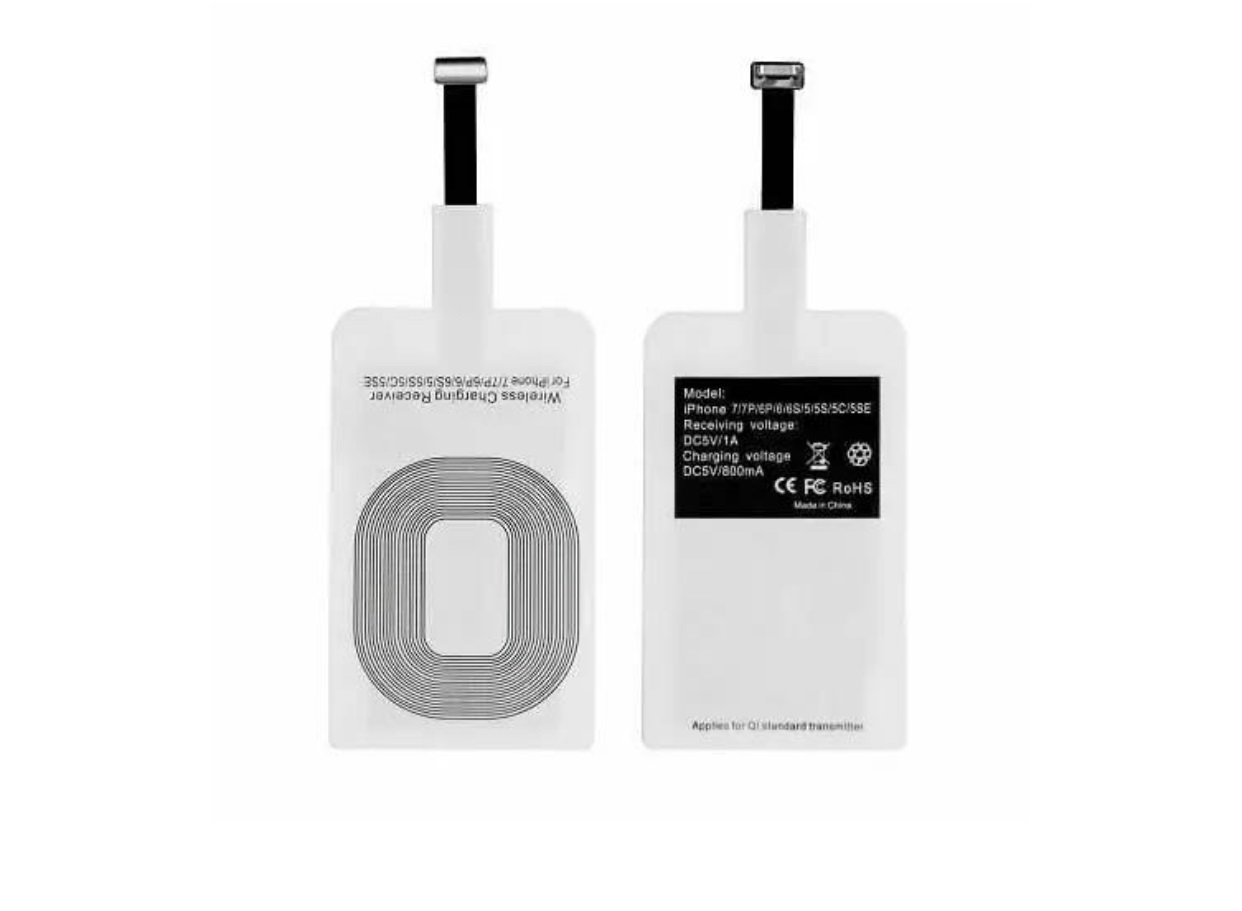 Wireless Charging Receiver
For iPhone 7/7P/6P/6/6S/5/5S/5C/5SE
Model:
iPhone 7/7P/6P/6/6S/5/5S/5C/5SE
Receiving voltage:
DC5V/1A
Charging voltage
DC5V/800mA
CE FC RoHS
Made in China
Applies for QI standard transmitter